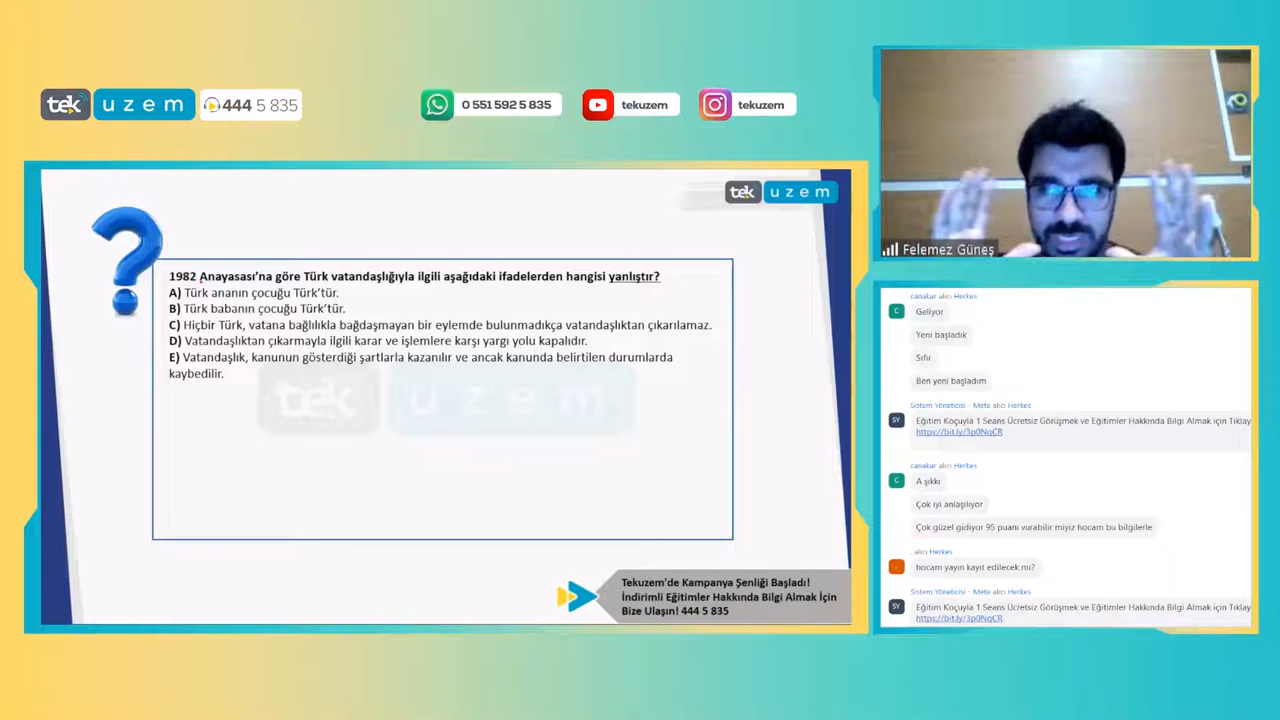 tek uzem 444 5 835
0 551 592 5 835
tekuzem
tekuzem
tek uzem
1982 Anayasası'na göre Türk vatandaşlığıyla ilgili aşağıdaki ifadelerden hangisi yanlıştır?
A) Türk ananın çocuğu Türk'tür.
B) Türk babanın çocuğu Türk'tür.
C) Hiçbir Türk, vatana bağlılıkla bağdaşmayan bir eylemde bulunmadıkça vatandaşlıktan çıkarılamaz.
D) Vatandaşlıktan çıkarmayla ilgili karar ve işlemlere karşı yargı yolu kapalıdır.
E) Vatandaşlık, kanunun gösterdiği şartlarla kazanılır ve ancak kanunda belirtilen durumlarda
kaybedilir.
tek uzem
Tekuzem'de Kampanya Şenliği Başladı!
İndirimli Eğitimler Hakkında Bilgi Almak İçin
Bize Ulaşın! 444 5 835
Felemez Güneş
canakar alıcı Herkes
C
Geliyor
Yeni başladık
Sıfır
Ben yeni başladım
Sistem Yöneticisi - Mete alıcı Herkes
SY
Eğitim Koçuyla 1 Seans Ücretsiz Görüşmek ve Eğitimler Hakkında Bilgi Almak için Tıklay
https://bit.ly/3p0NqCR
canakar alıcı Herkes
C
A şıkkı
Çok iyi anlaşılıyor
Çok güzel gidiyor 95 puanı vurabilir miyiz hocam bu bilgilerle
. alıcı Herkes
hocam yayın kayıt edilecek mı?
Sistem Yöneticisi - Mete alıcı Herkes
SY
Eğitim Koçuyla 1 Seans Ücretsiz Görüşmek ve Eğitimler Hakkında Bilgi Almak için Tıklay
https://bit.ly/3p0NqCR